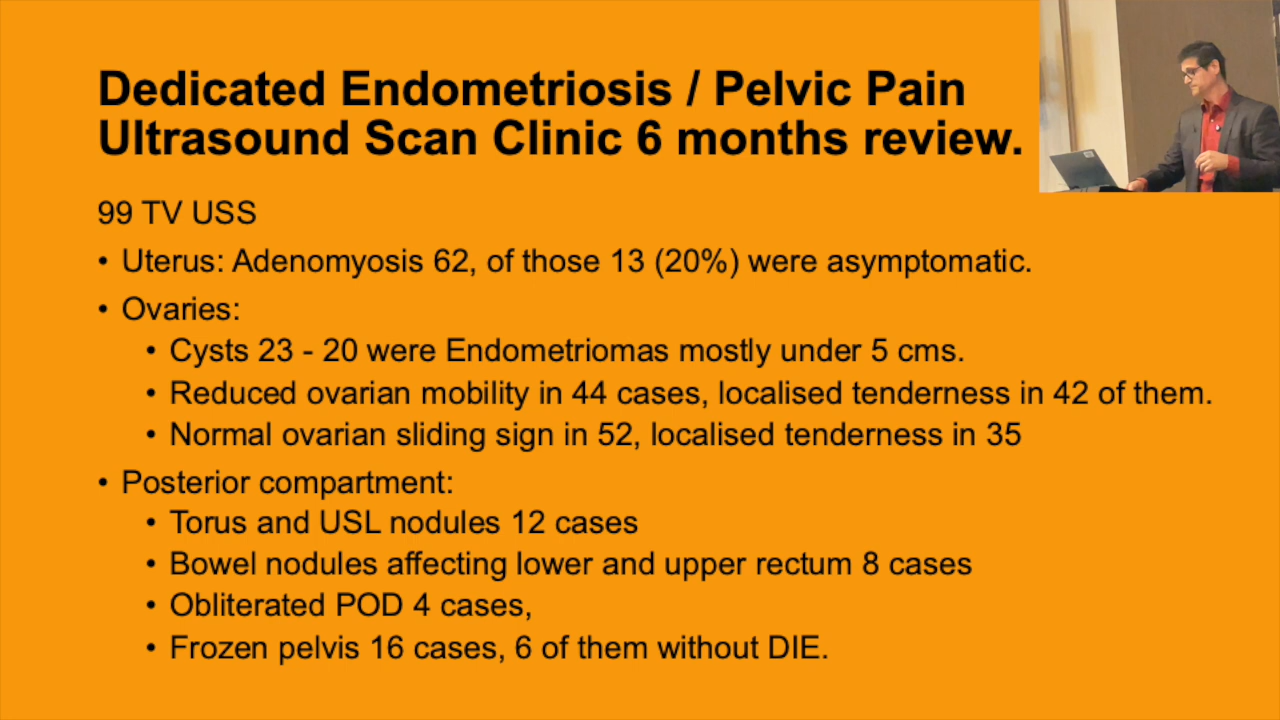 Dedicated Endometriosis / Pelvic Pain
Ultrasound Scan Clinic 6 months review.
99 TV USS
• Uterus: Adenomyosis 62, of those 13 (20%) were asymptomatic.
• Ovaries:
• Cysts 23 - 20 were Endometriomas mostly under 5 cms.
• Reduced ovarian mobility in 44 cases, localised tenderness in 42 of them.
• Normal ovarian sliding sign in 52, localised tenderness in 35
• Posterior compartment:
• Torus and USL nodules 12 cases
• Bowel nodules affecting lower and upper rectum 8 cases
• Obliterated POD 4 cases,
• Frozen pelvis 16 cases, 6 of them without DIE.